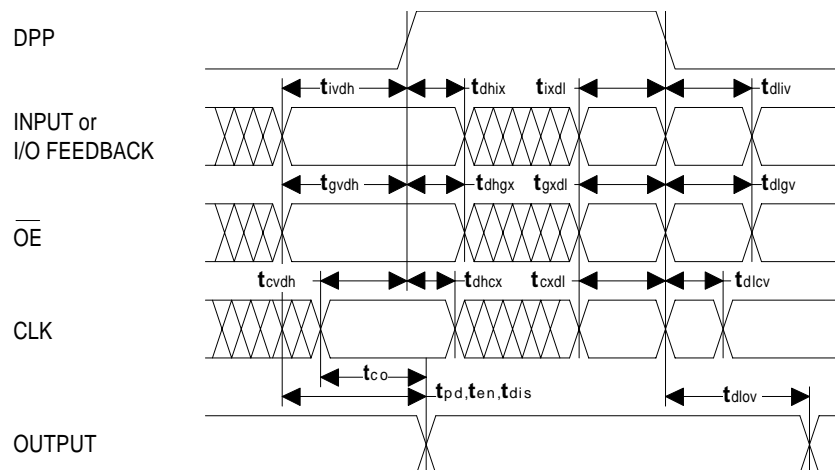 DPP
tivdh tdhix tixdl tdliv
INPUT or
I/O FEEDBACK
tgvdh tdhgx tgxdl tdlgv
OE
tcvdh tdhcx tcxdl tdlcv
CLK
tco
tpd,ten,tdis tdlov
OUTPUT